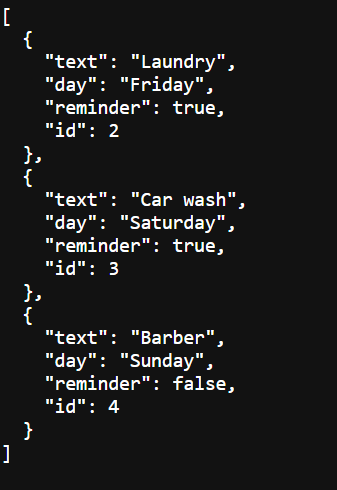 [
  {
    "text": "Laundry",
    "day": "Friday",
    "reminder": true,
    "id": 2
  },
  {
    "text": "Car wash",
    "day": "Saturday",
    "reminder": true,
    "id": 3
  },
  {
    "text": "Barber",
    "day": "Sunday",
    "reminder": false,
    "id": 4
  }
]